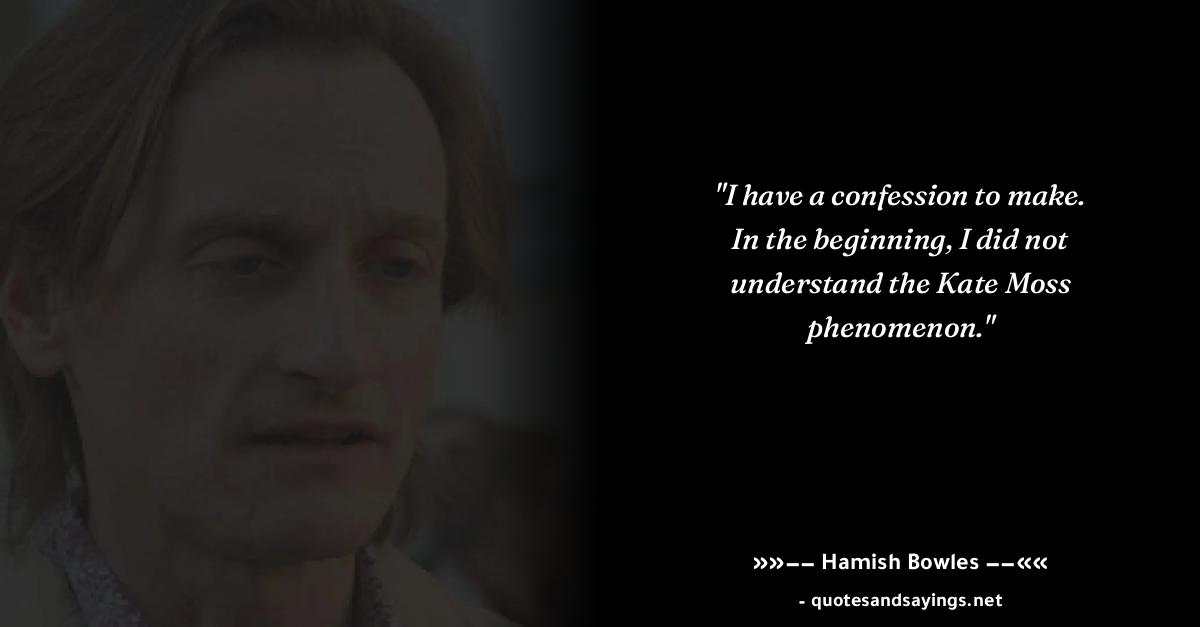 "I have a confession to make.
In the beginning, I did not
understand the Kate Moss
phenomenon."
»»−− Hamish Bowles −−««
- quotesandsayings.net